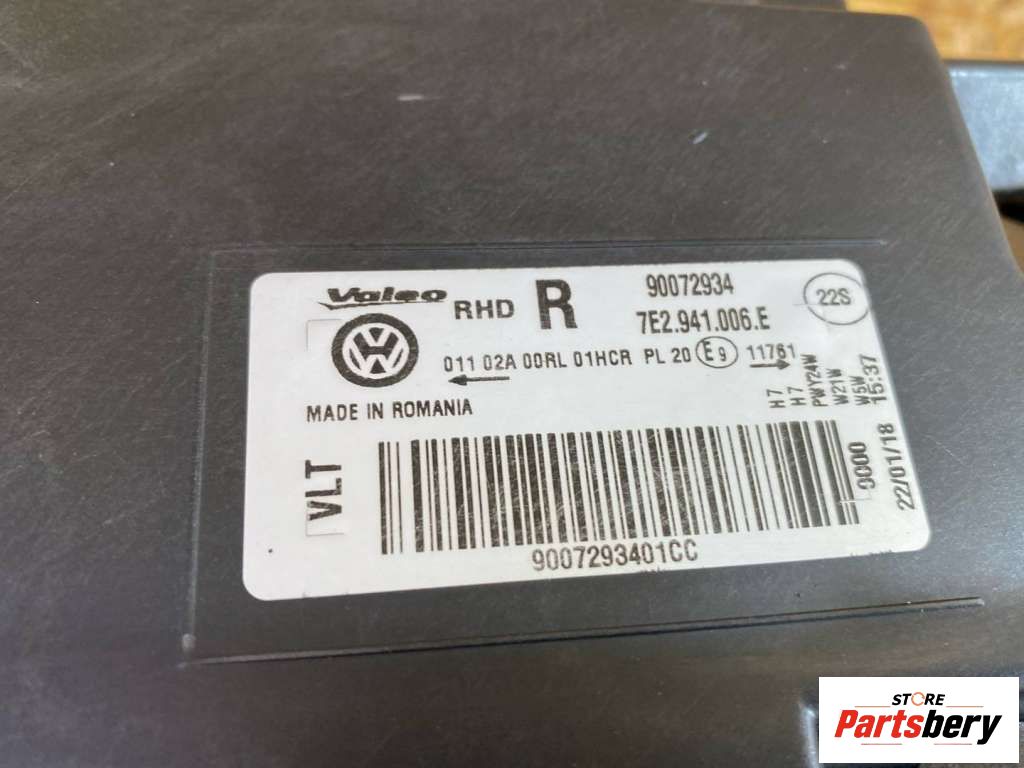 Valeo RHD R 90072934 22S
7E2.941.006.E
011 02A 00RL 01HCR PL 20 E9 11761
MADE IN ROMANIA
H7
H7
PWY24W
W21W
W5W
15:37
VLT
0000
22/01/18
9007293401CC
STORE
Partsbery